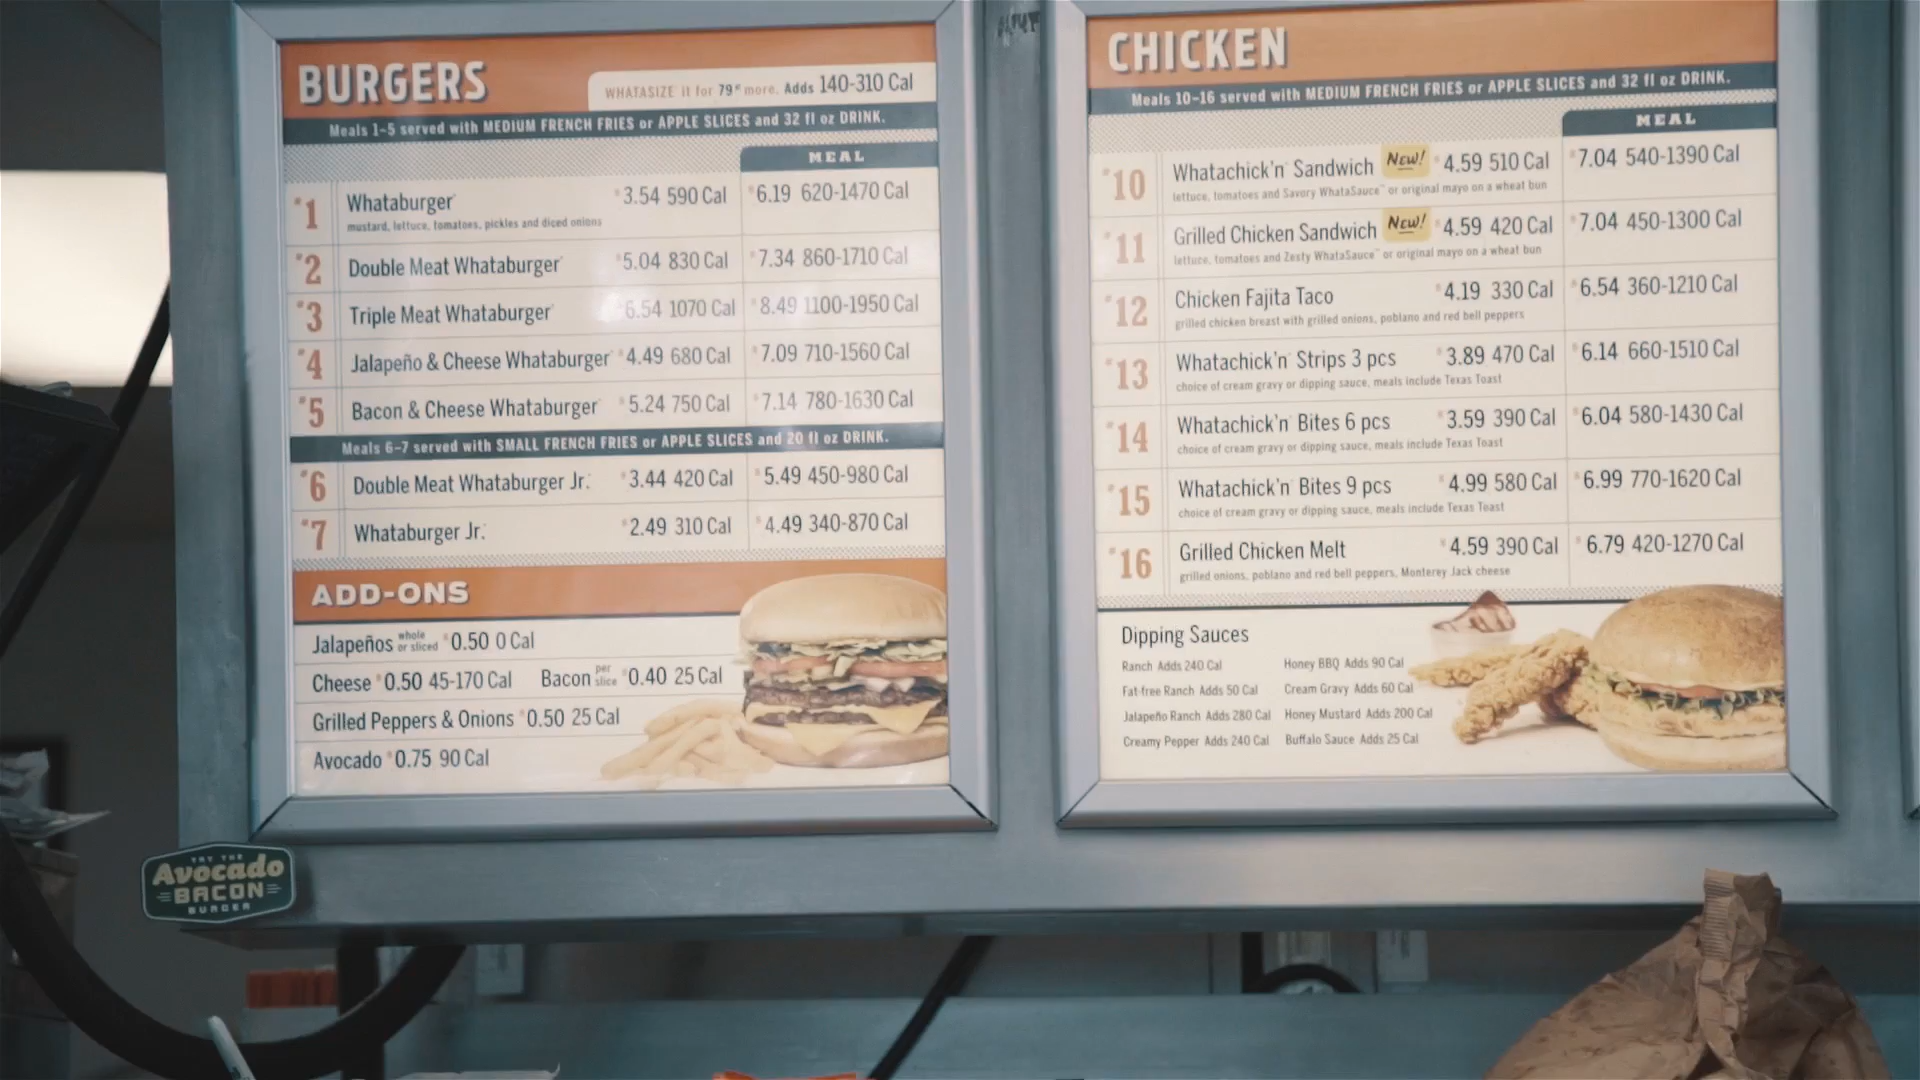 BURGERS
WHATASIZE it for 79¢ more. Adds 140-310 Cal
Meals 1-5 served with MEDIUM FRENCH FRIES or APPLE SLICES and 32 fl oz DRINK.
MEAL
#1 Whataburger® $3.54 590 Cal $6.19 620-1470 Cal
mustard, lettuce, tomatoes, pickles and diced onions
#2 Double Meat Whataburger® $5.04 830 Cal $7.34 860-1710 Cal
#3 Triple Meat Whataburger® $6.54 1070 Cal $8.49 1100-1950 Cal
#4 Jalapeño & Cheese Whataburger® $4.49 680 Cal $7.09 710-1560 Cal
#5 Bacon & Cheese Whataburger® $5.24 750 Cal $7.14 780-1630 Cal
Meals 6-7 served with SMALL FRENCH FRIES or APPLE SLICES and 20 fl oz DRINK.
#6 Double Meat Whataburger Jr.® $3.44 420 Cal $5.49 450-980 Cal
#7 Whataburger Jr.® $2.49 310 Cal $4.49 340-870 Cal
ADD-ONS
Jalapeños whole or sliced $0.50 0 Cal
Cheese $0.50 45-170 Cal Bacon per slice $0.40 25 Cal
Grilled Peppers & Onions $0.50 25 Cal
Avocado $0.75 90 Cal
TRY THE
Avocado
BACON
BURGER
CHICKEN
Meals 10-16 served with MEDIUM FRENCH FRIES or APPLE SLICES and 32 fl oz DRINK.
MEAL
#10 Whatachick'n® Sandwich New! $4.59 510 Cal $7.04 540-1390 Cal
lettuce, tomatoes and Savory WhataSauce™ or original mayo on a wheat bun
#11 Grilled Chicken Sandwich New! $4.59 420 Cal $7.04 450-1300 Cal
lettuce, tomatoes and Zesty WhataSauce™ or original mayo on a wheat bun
#12 Chicken Fajita Taco $4.19 330 Cal $6.54 360-1210 Cal
grilled chicken breast with grilled onions, poblano and red bell peppers
#13 Whatachick'n® Strips 3 pcs $3.89 470 Cal $6.14 660-1510 Cal
choice of cream gravy or dipping sauce, meals include Texas Toast
#14 Whatachick'n® Bites 6 pcs $3.59 390 Cal $6.04 580-1430 Cal
choice of cream gravy or dipping sauce, meals include Texas Toast
#15 Whatachick'n® Bites 9 pcs $4.99 580 Cal $6.99 770-1620 Cal
choice of cream gravy or dipping sauce, meals include Texas Toast
#16 Grilled Chicken Melt $4.59 390 Cal $6.79 420-1270 Cal
grilled onions, poblano and red bell peppers, Monterey Jack cheese
Dipping Sauces
Ranch Adds 240 Cal Honey BBQ Adds 90 Cal
Fat-free Ranch Adds 50 Cal Cream Gravy Adds 60 Cal
Jalapeño Ranch Adds 280 Cal Honey Mustard Adds 200 Cal
Creamy Pepper Adds 240 Cal Buffalo Sauce Adds 25 Cal